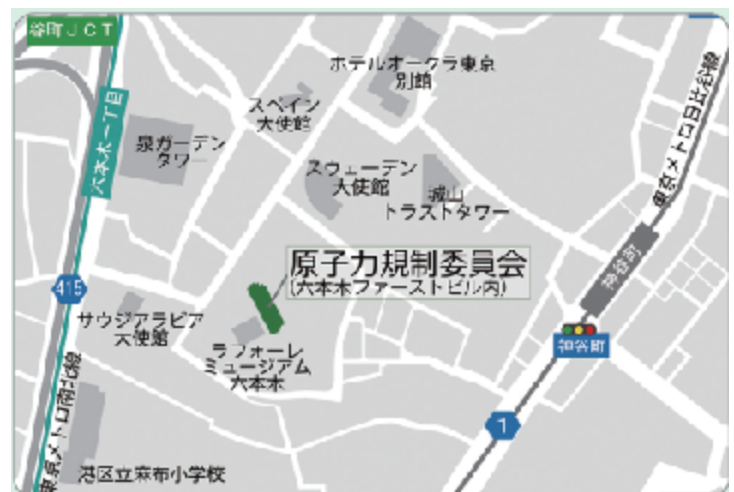 谷町JCT
ホテルオークラ東京
別館
スペイン
大使館
泉ガーデン
タワー
六本木一丁目
スウェーデン
大使館
城山
トラストタワー
東京メトロ日比谷線
神谷町
原子力規制委員会
(六本木ファーストビル内)
415
サウジアラビア
大使館
ラフォーレ
ミュージアム
六本木
神谷町
1
東京メトロ南北線
港区立麻布小学校